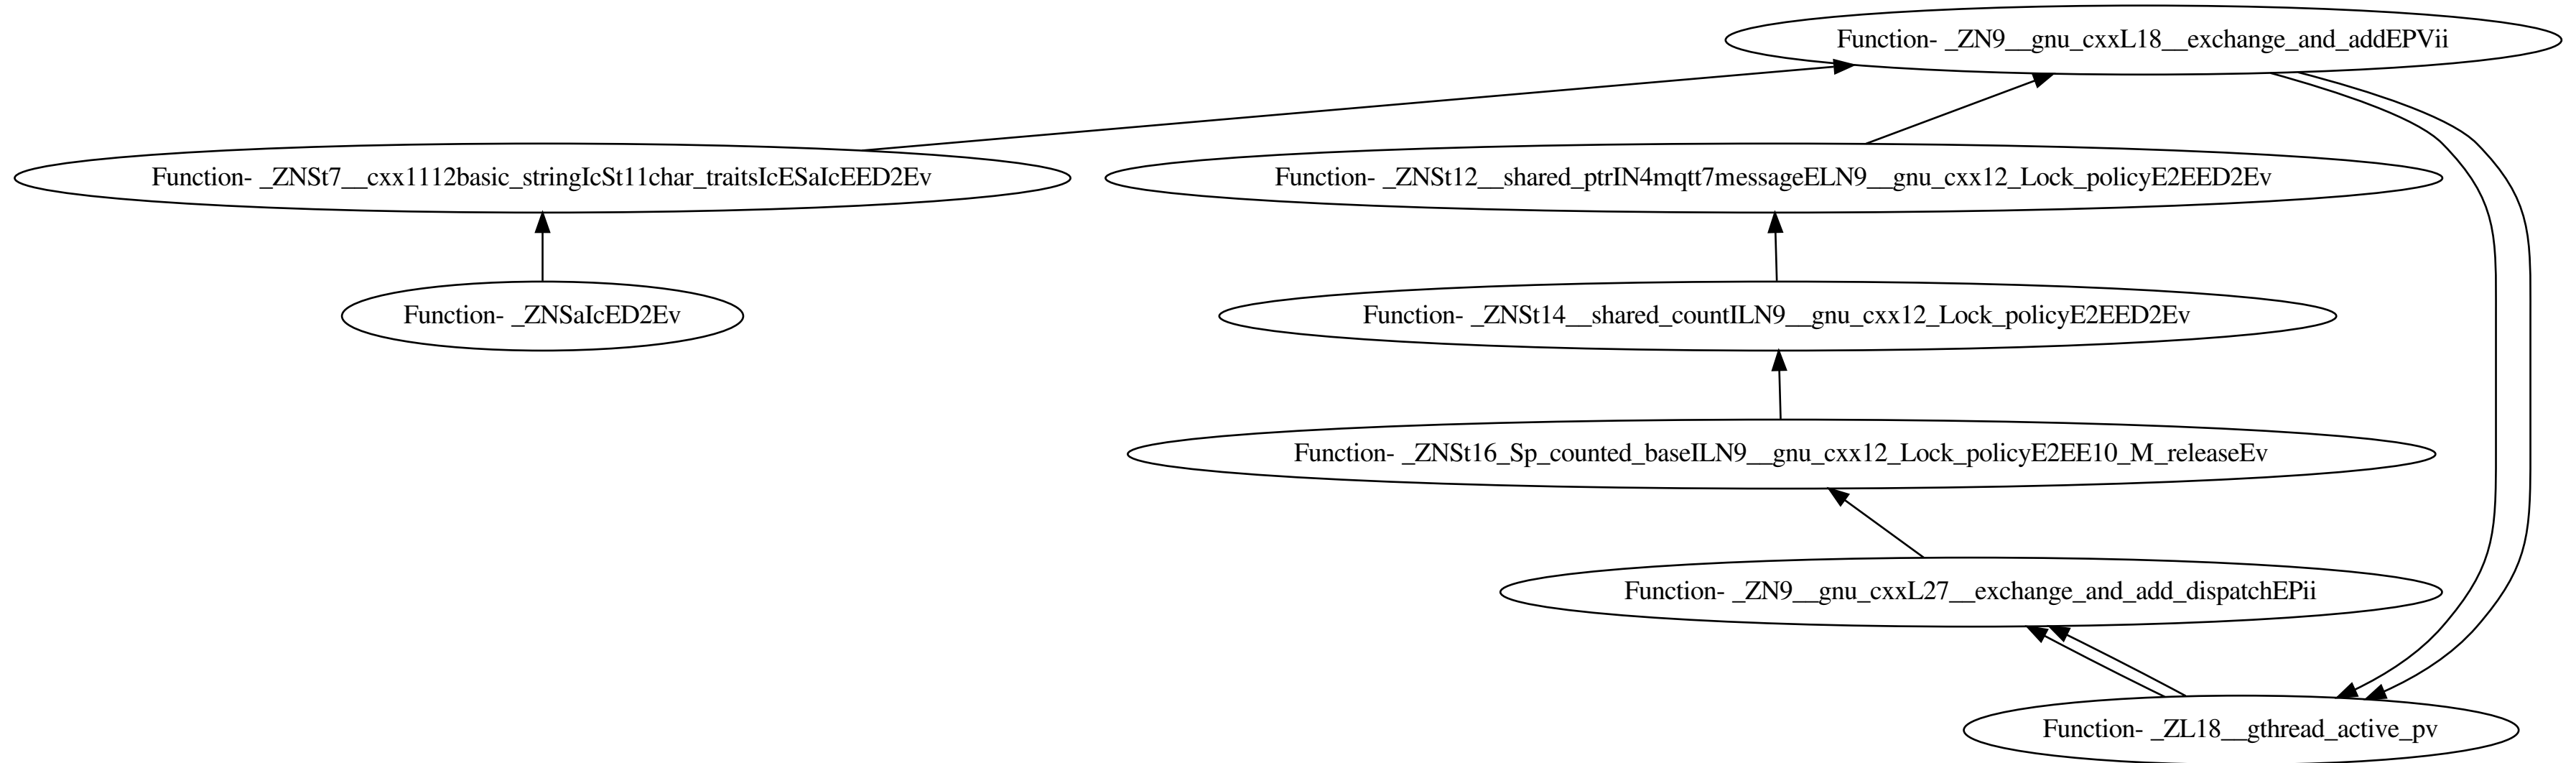 Function- _ZN9__gnu_cxxL18__exchange_and_addEPVii
Function- _ZNSt7__cxx1112basic_stringIcSt11char_traitsIcESaIcEED2Ev
Function- _ZNSt12__shared_ptrIN4mqtt7messageELN9__gnu_cxx12_Lock_policyE2EED2Ev
Function- _ZNSaIcED2Ev
Function- _ZNSt14__shared_countILN9__gnu_cxx12_Lock_policyE2EED2Ev
Function- _ZNSt16_Sp_counted_baseILN9__gnu_cxx12_Lock_policyE2EE10_M_releaseEv
Function- _ZN9__gnu_cxxL27__exchange_and_add_dispatchEPii
Function- _ZL18__gthread_active_pv